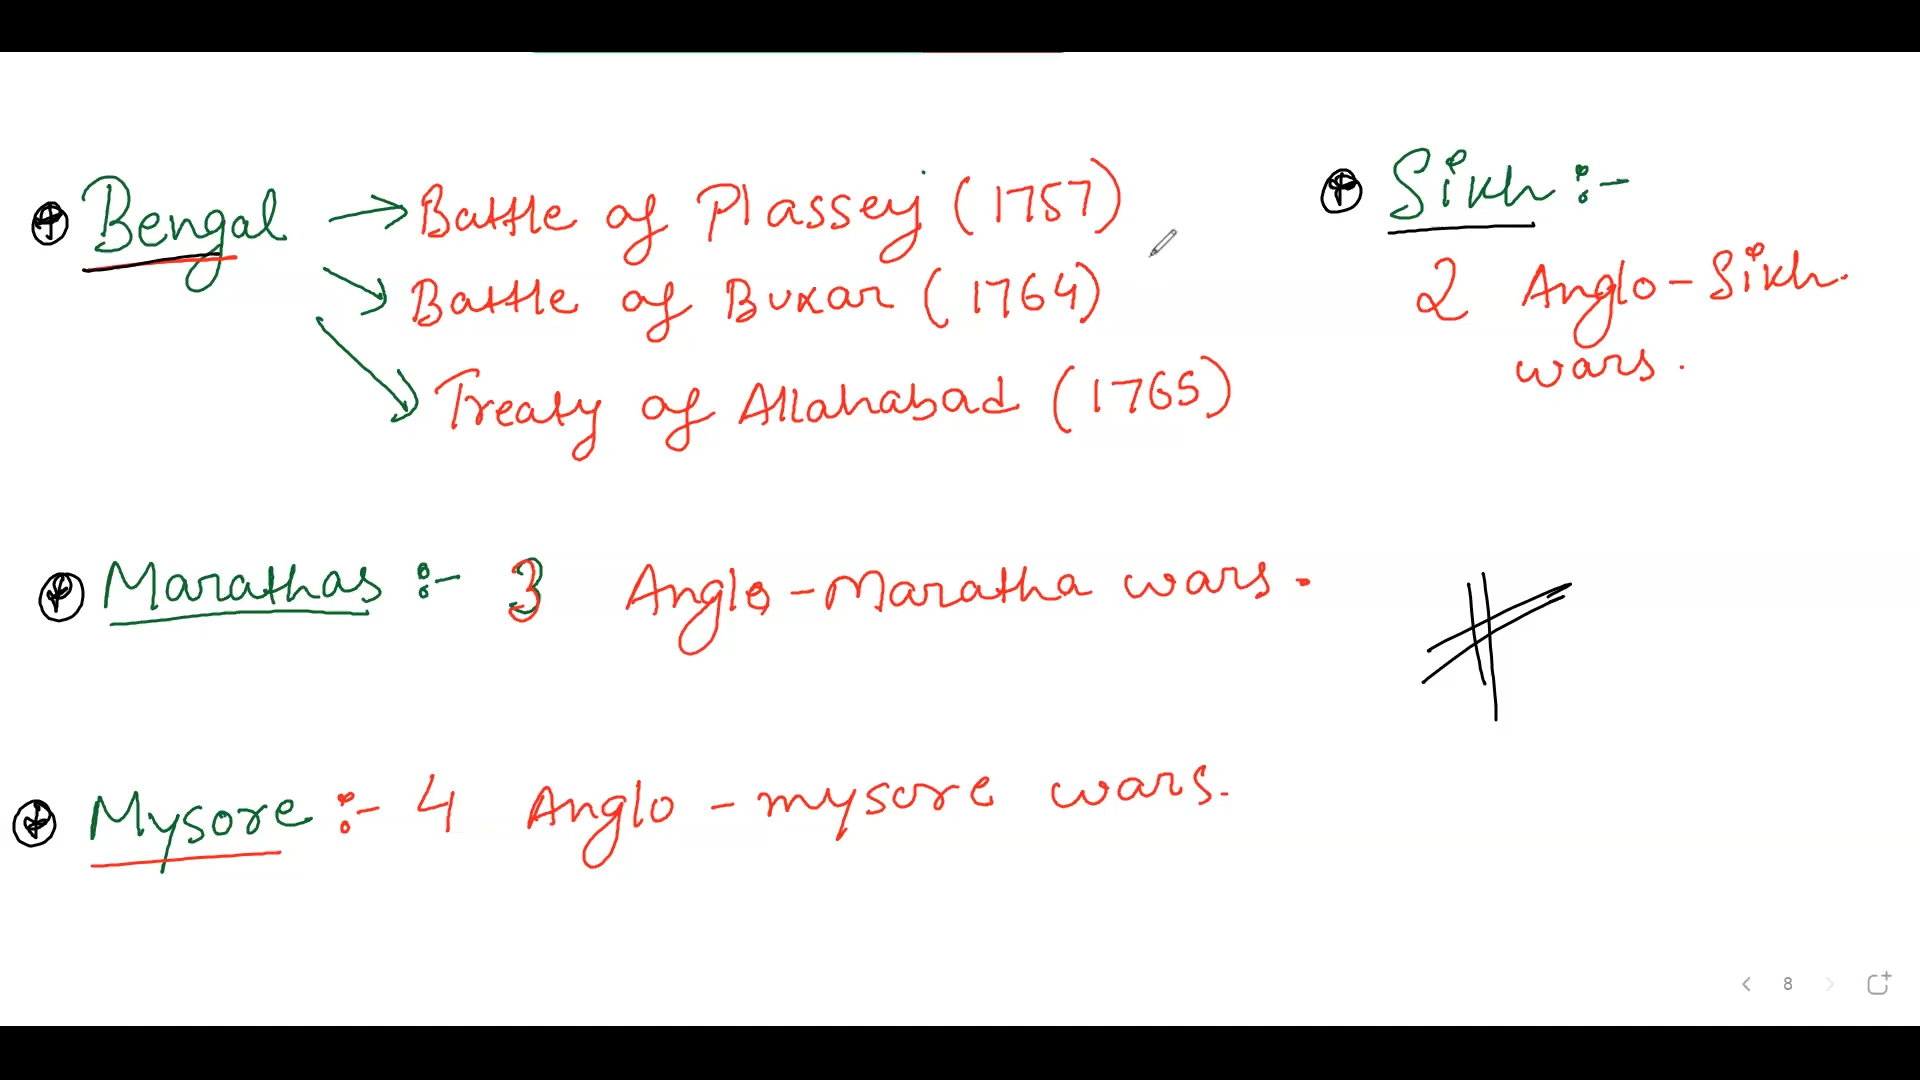 Bengal → Battle of Plassey (1757)
Battle of Buxar (1764)
Treaty of Allahabad (1765)
Marathas :- 3 Anglo-Maratha wars.
Mysore :- 4 Anglo-mysore wars.
Sikh :-
2 Anglo-Sikh.
wars.
#
8